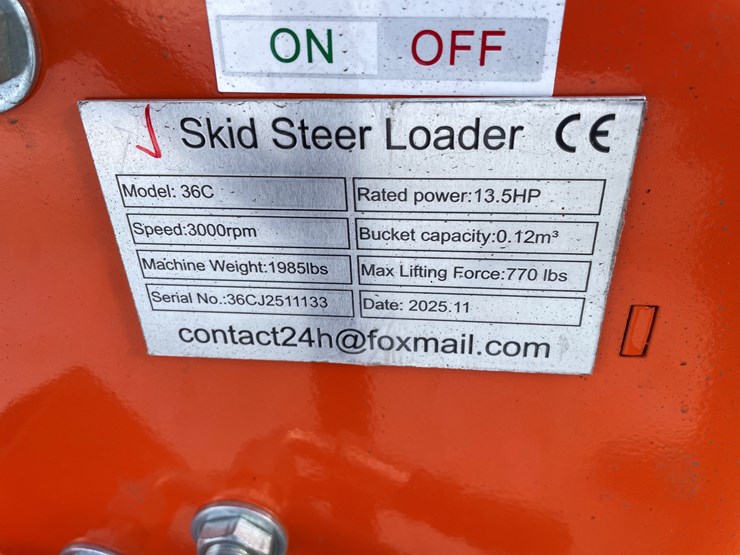 ON OFF
Skid Steer Loader CE
Model: 36C
Rated power:13.5HP
Speed:3000rpm
Bucket capacity:0.12m³
Machine Weight:1985lbs
Max Lifting Force:770 lbs
Serial No.:36CJ2511133
Date: 2025.11
contact24h@foxmail.com